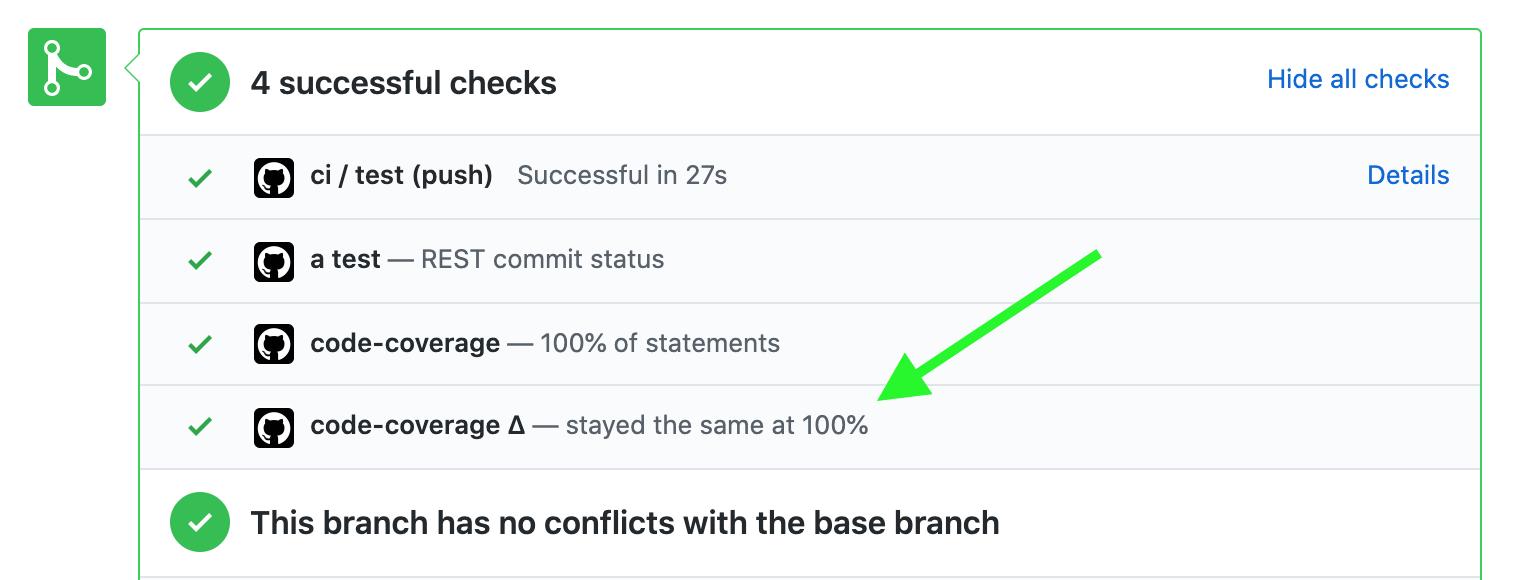 4 successful checks Hide all checks
ci / test (push) Successful in 27s Details
a test — REST commit status
code-coverage — 100% of statements
code-coverage Δ — stayed the same at 100%
This branch has no conflicts with the base branch